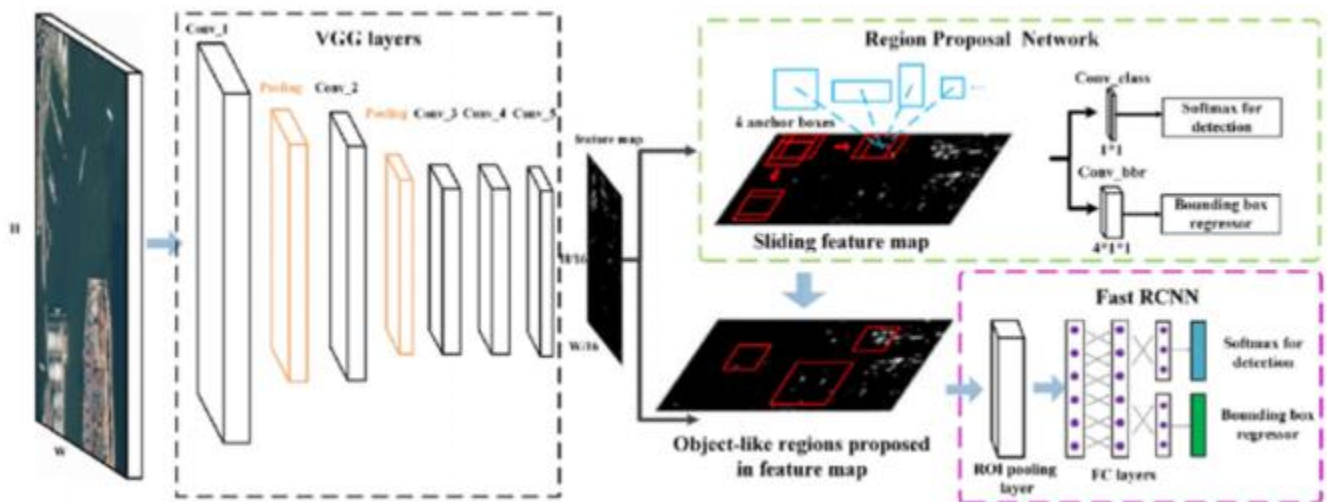 H
W
VGG layers
Conv_1
Pooling
Conv_2
Pooling
Conv_3
Conv_4
Conv_5
feature map
H/16
W/16
Region Proposal Network
anchor boxes
...
Sliding feature map
Conv_class
1*1
Softmax for
detection
Conv_bbr
4*1*1
Bounding box
regressor
Object-like regions proposed
in feature map
Fast RCNN
ROI pooling
layer
FC layers
Softmax for
detection
Bounding box
regressor